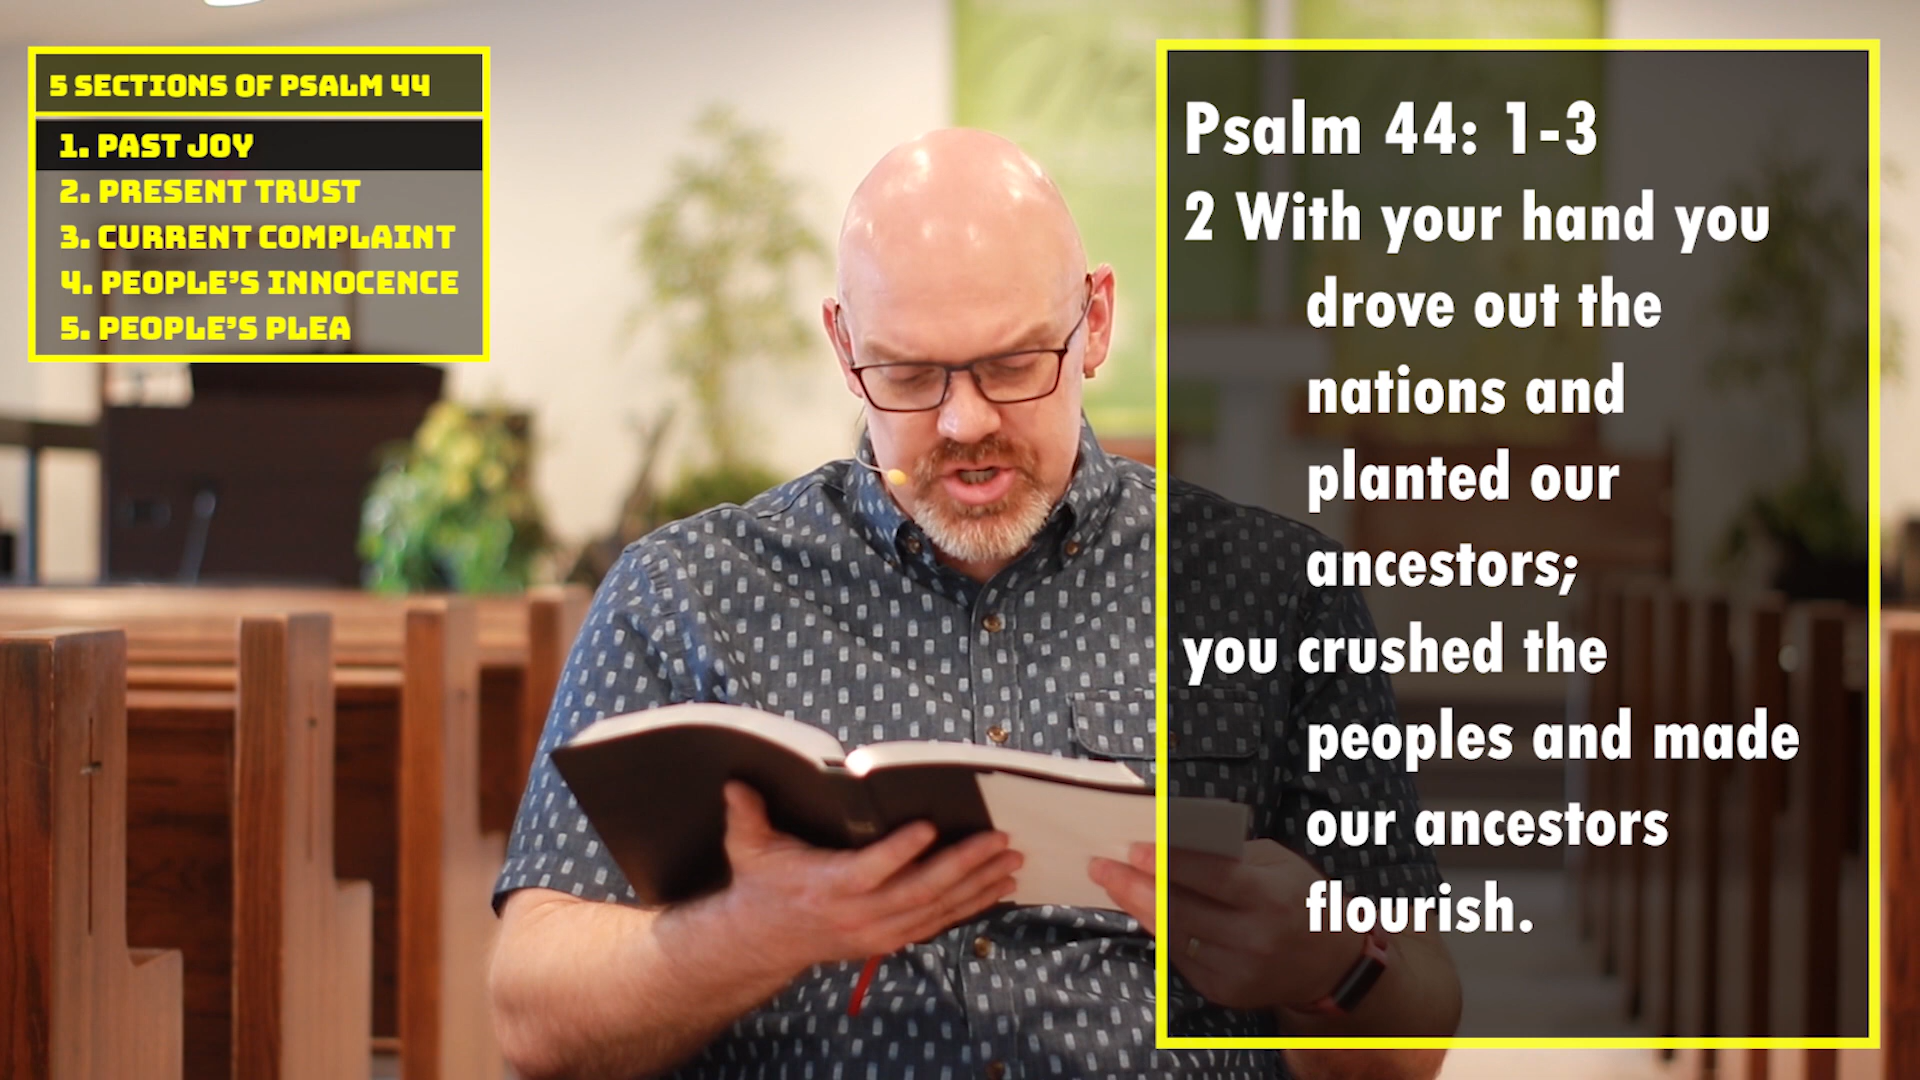 5 SECTIONS OF PSALM 44
1. PAST JOY
2. PRESENT TRUST
3. CURRENT COMPLAINT
4. PEOPLE'S INNOCENCE
5. PEOPLE'S PLEA
Psalm 44: 1-3
2 With your hand you
drove out the
nations and
planted our
ancestors;
you crushed the
peoples and made
our ancestors
flourish.